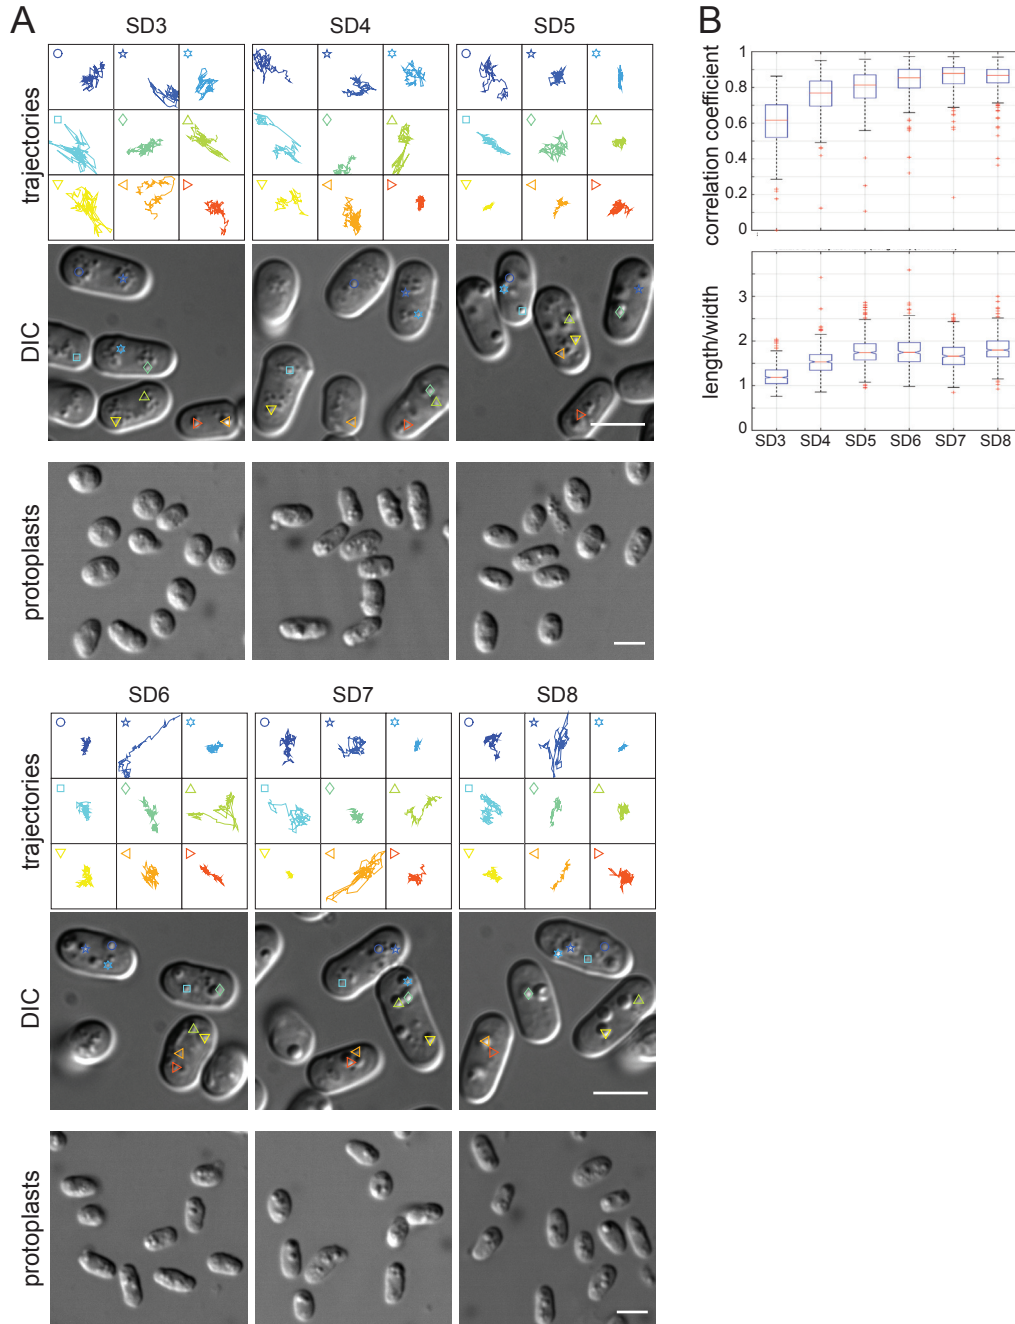 A
SD3 SD4 SD5
trajectories
DIC
protoplasts
SD6 SD7 SD8
trajectories
DIC
protoplasts
B
correlation coefficient
1
0.8
0.6
0.4
0.2
0
length/width
3
2
1
0
SD3 SD4 SD5 SD6 SD7 SD8